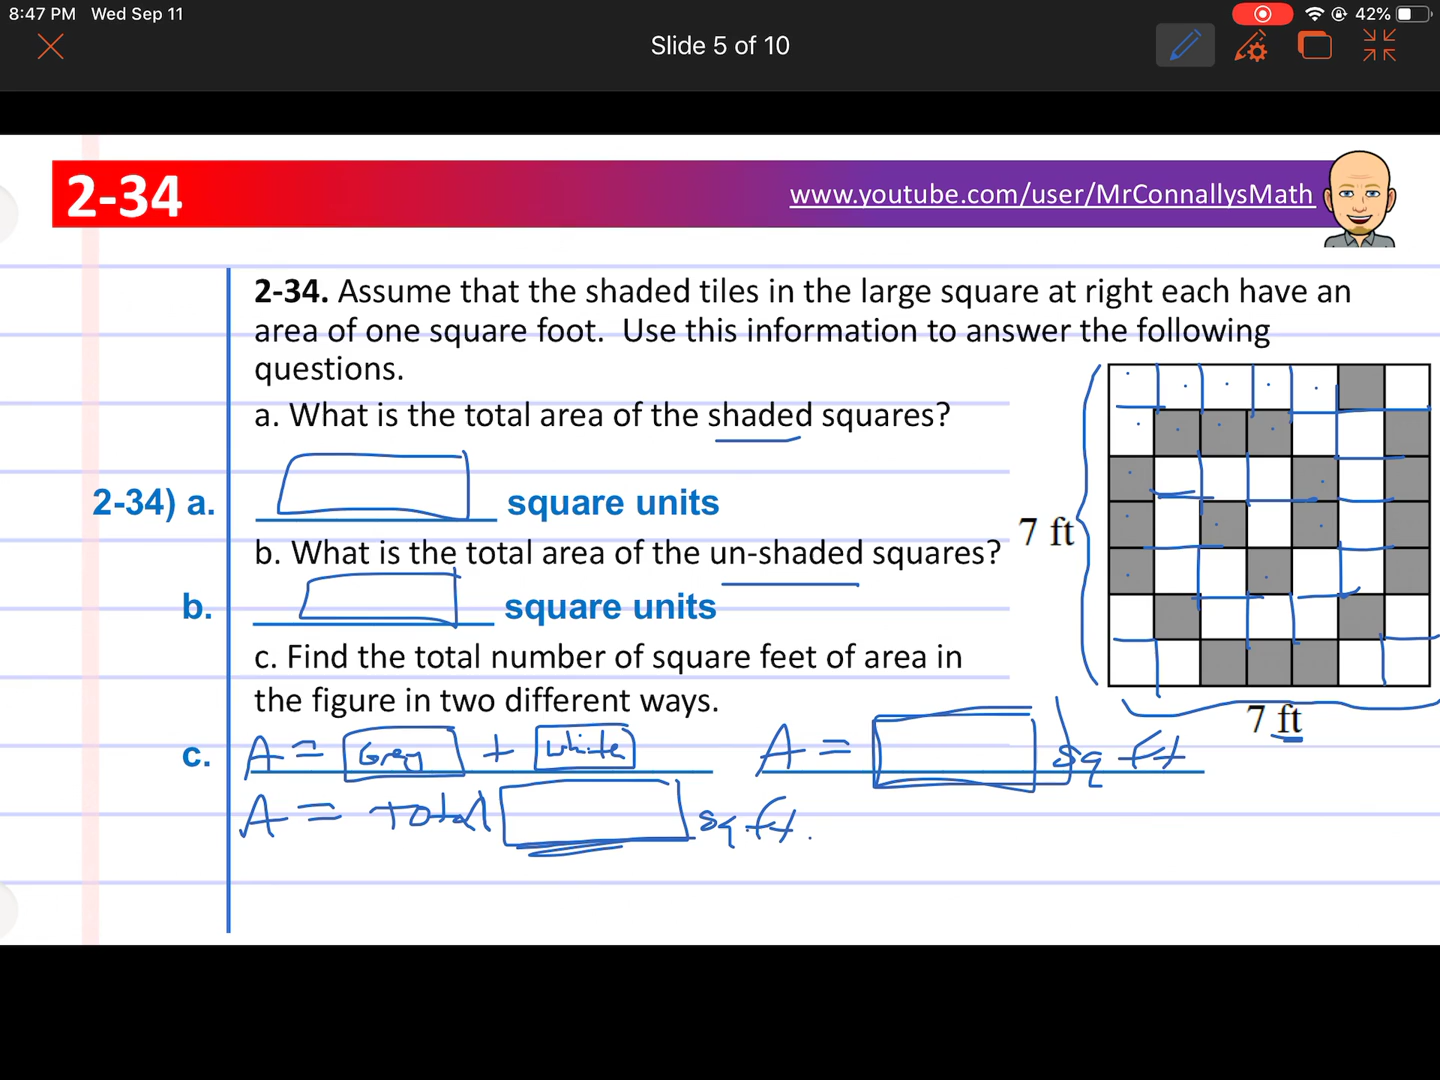 8:47 PM Wed Sep 11
42%
Slide 5 of 10
2-34
www.youtube.com/user/MrConnallysMath
2-34. Assume that the shaded tiles in the large square at right each have an
area of one square foot. Use this information to answer the following
questions.
a. What is the total area of the shaded squares?
2-34) a. square units
b. What is the total area of the un-shaded squares?
7 ft
b. square units
c. Find the total number of square feet of area in
the figure in two different ways.
7 ft
c. A = Grey + white A = sq ft
A = total sq ft.